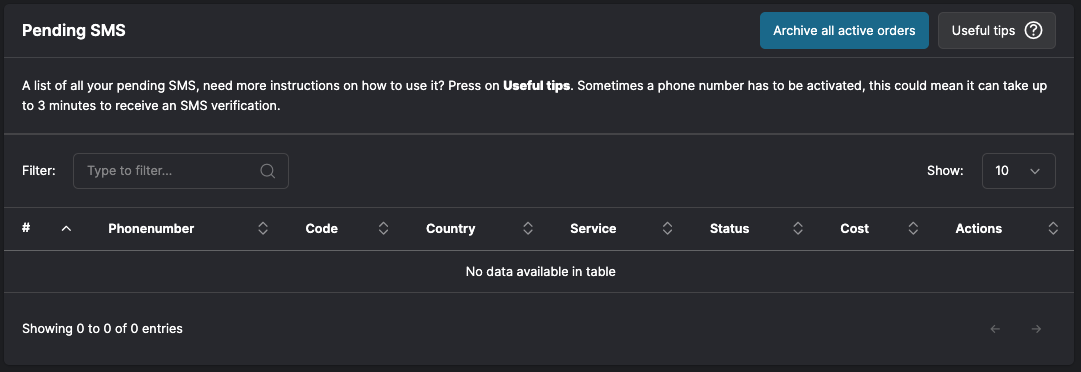 Pending SMS
Archive all active orders
Useful tips
A list of all your pending SMS, need more instructions on how to use it? Press on Useful tips. Sometimes a phone number has to be activated, this could mean it can take up
to 3 minutes to receive an SMS verification.
Filter: Type to filter... Show: 10
# Phonenumber Code Country Service Status Cost Actions
No data available in table
Showing 0 to 0 of 0 entries